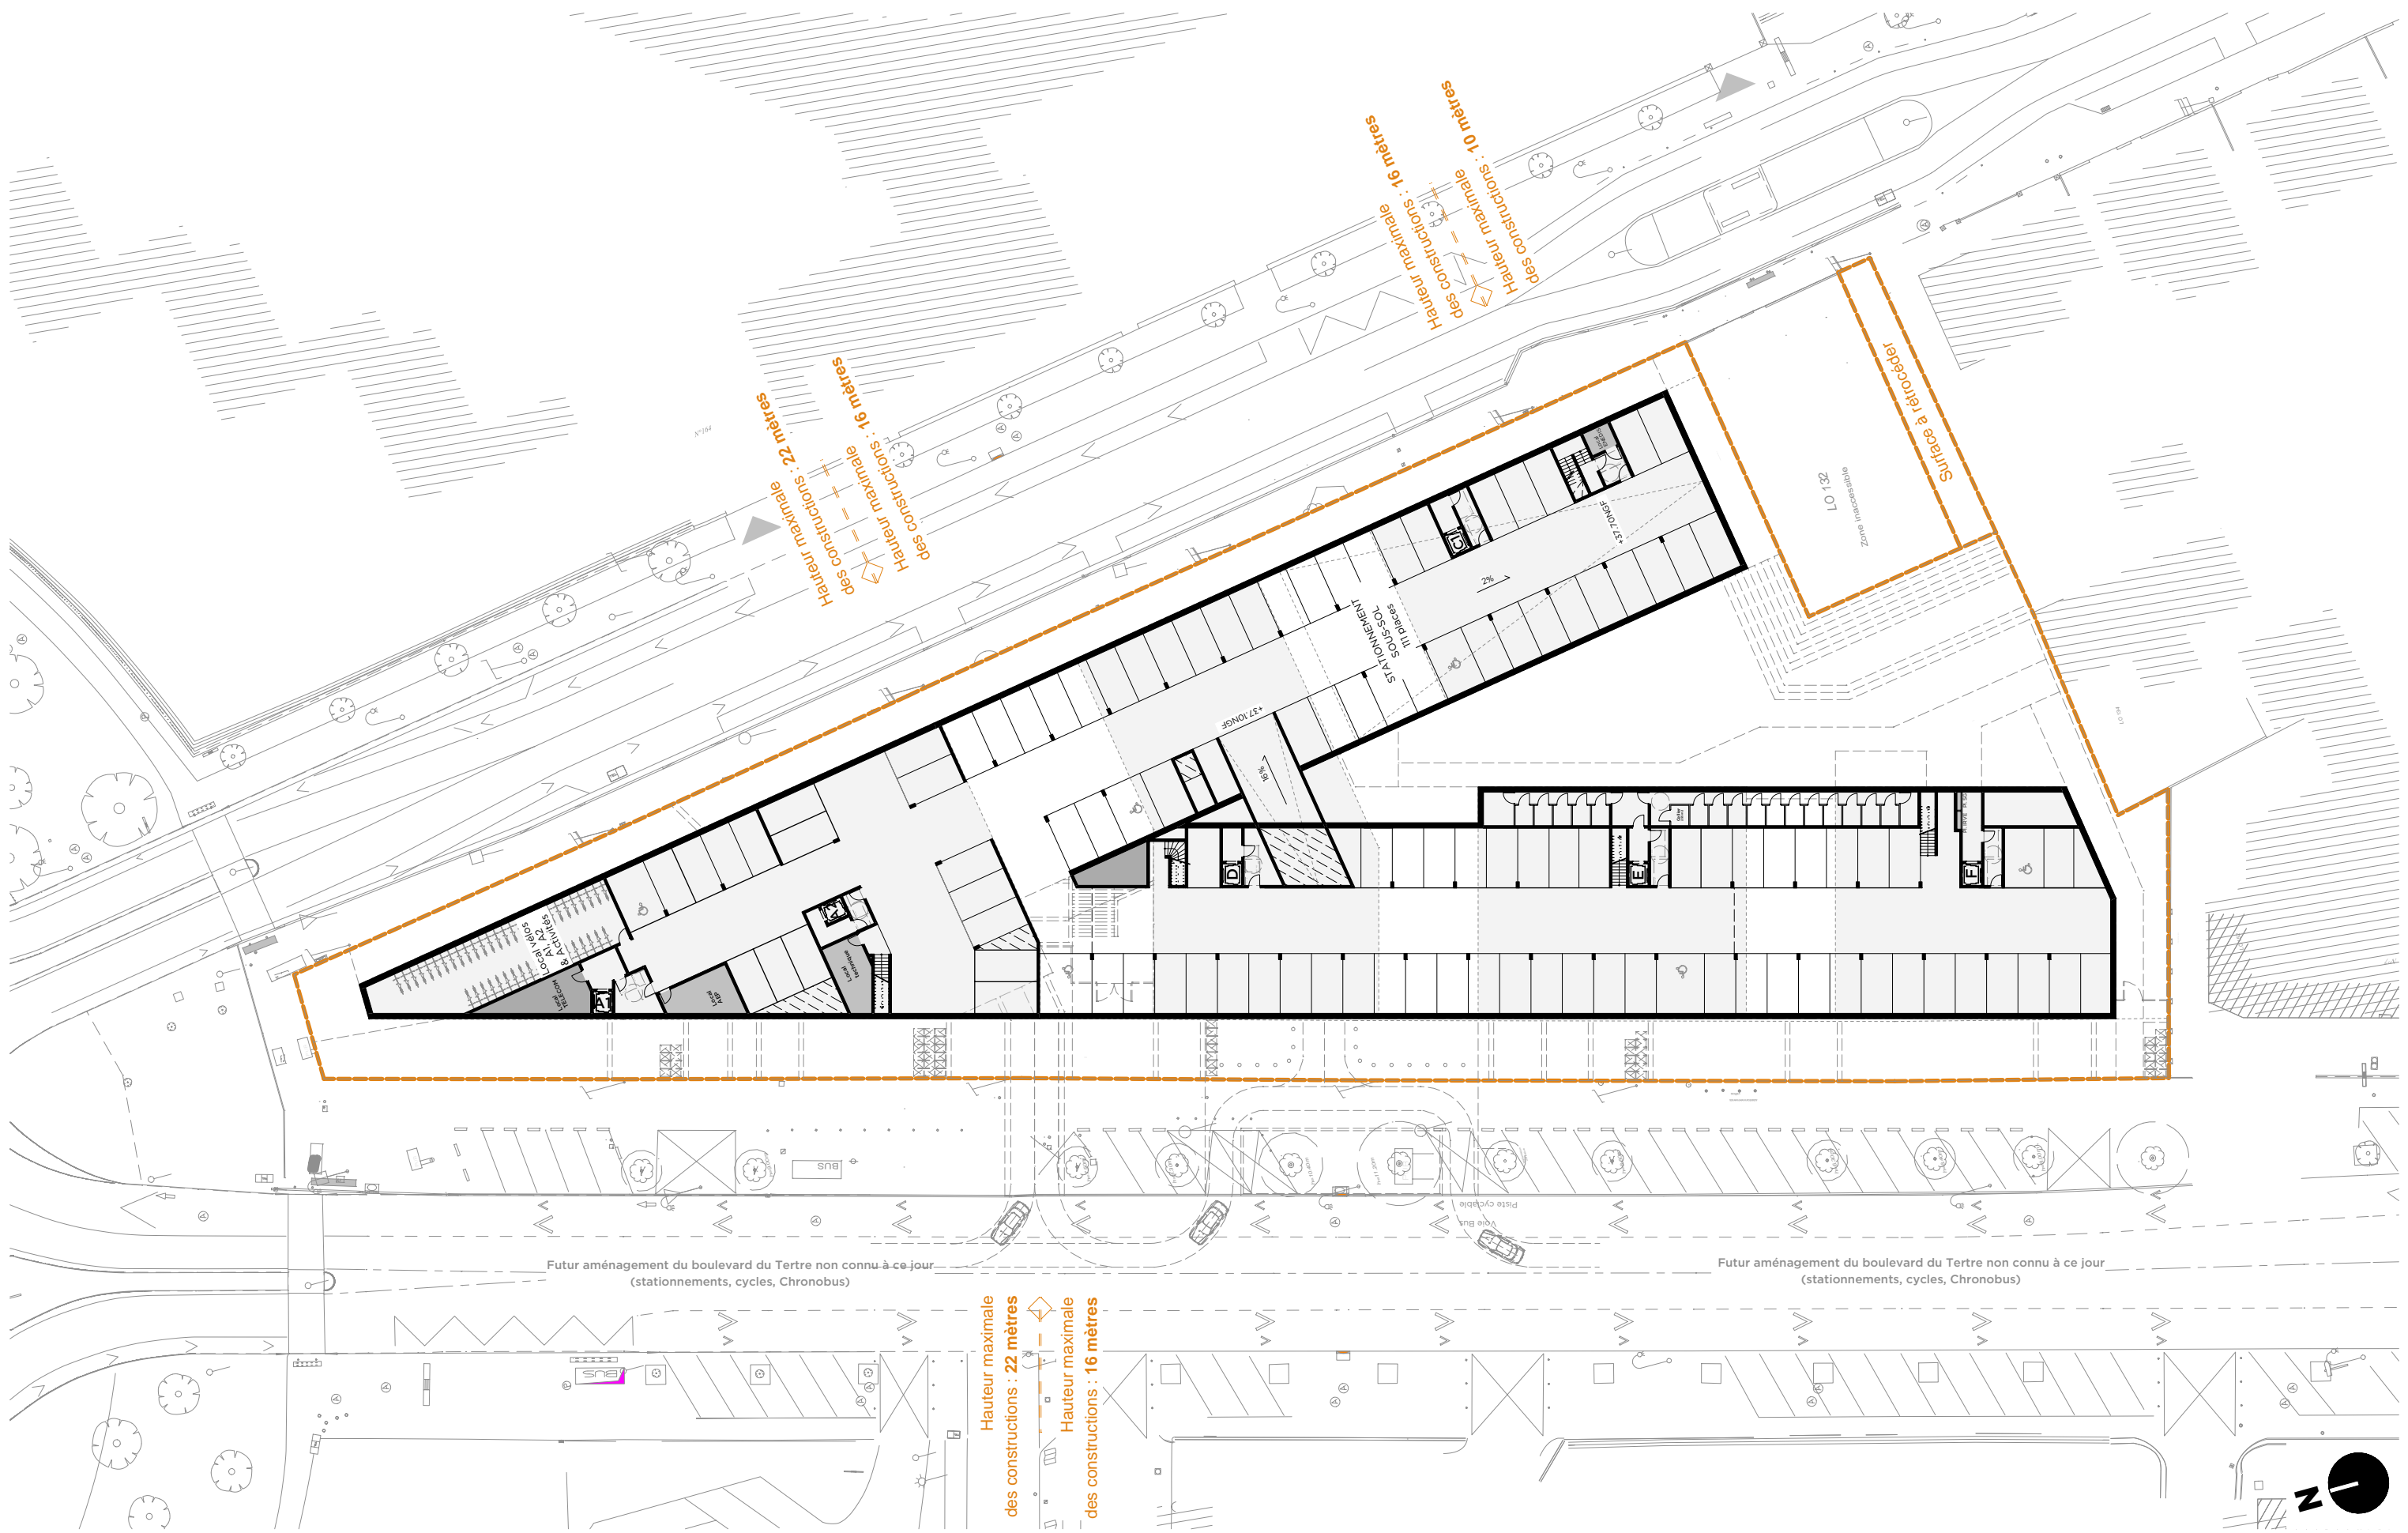 Hauteur maximale
des constructions : 16 mètres
Hauteur maximale
des constructions : 10 mètres
Hauteur maximale
des constructions : 22 mètres
Hauteur maximale
des constructions : 16 mètres
N°184
Surface à rétrocéder
LO 132
Zone inaccessible
C1
+37.70NGF
2%
STATIONNEMENT
SOUS-SOL
111 places
+37.10NGF
16%
D
E
F
Local vélos
A1, A2
& Activités
Local
TELECOM
A1
Local
AEP
A2
Local
technique
BUS
Piste cyclable
Voie Bus
Futur aménagement du boulevard du Tertre non connu à ce jour
(stationnements, cycles, Chronobus)
Futur aménagement du boulevard du Tertre non connu à ce jour
(stationnements, cycles, Chronobus)
BUS
Hauteur maximale
des constructions : 22 mètres
Hauteur maximale
des constructions : 16 mètres
N